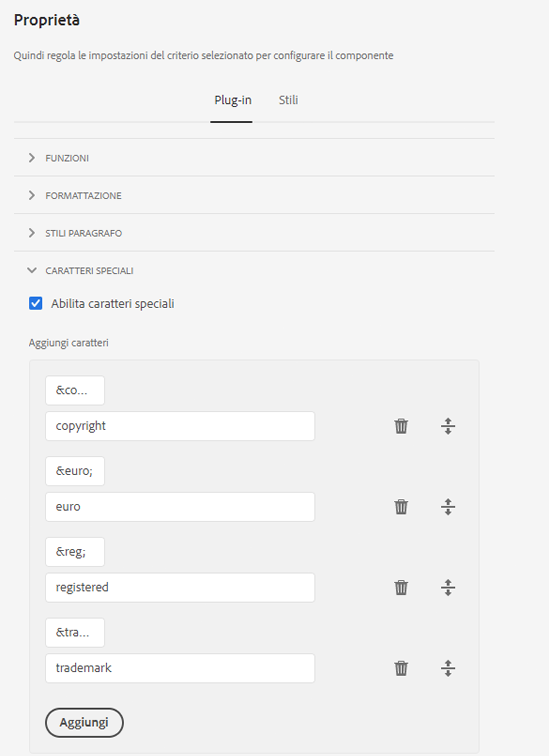 Proprietà
Quindi regola le impostazioni del criterio selezionato per configurare il componente
Plug-in Stili
FUNZIONI
FORMATTAZIONE
STILI PARAGRAFO
CARATTERI SPECIALI
Abilita caratteri speciali
Aggiungi caratteri
&co...
copyright
&euro;
euro
&reg;
registered
&tra...
trademark
Aggiungi